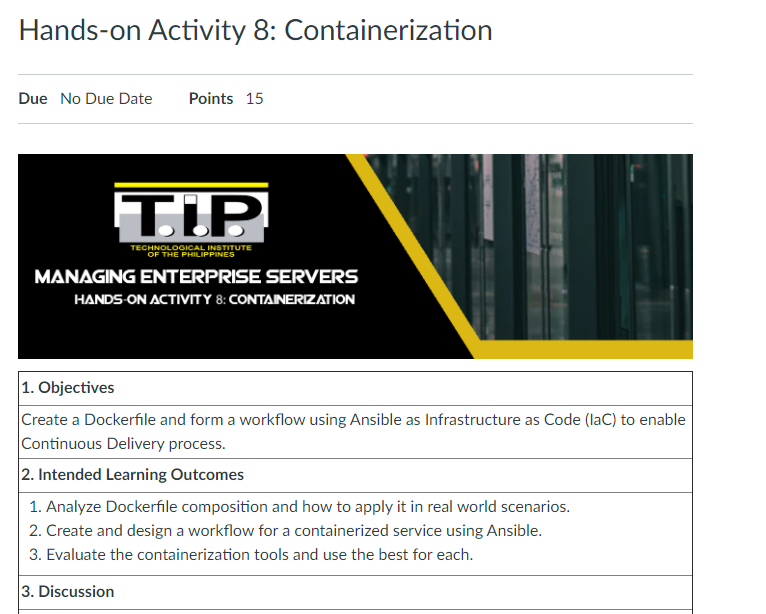 Hands-on Activity 8: Containerization
Due No Due Date Points 15
T.I.P.
TECHNOLOGICAL INSTITUTE
OF THE PHILIPPINES
MANAGING ENTERPRISE SERVERS
HANDS-ON ACTIVITY 8: CONTAINERIZATION
1. Objectives
Create a Dockerfile and form a workflow using Ansible as Infrastructure as Code (IaC) to enable
Continuous Delivery process.
2. Intended Learning Outcomes
1. Analyze Dockerfile composition and how to apply it in real world scenarios.
2. Create and design a workflow for a containerized service using Ansible.
3. Evaluate the containerization tools and use the best for each.
3. Discussion